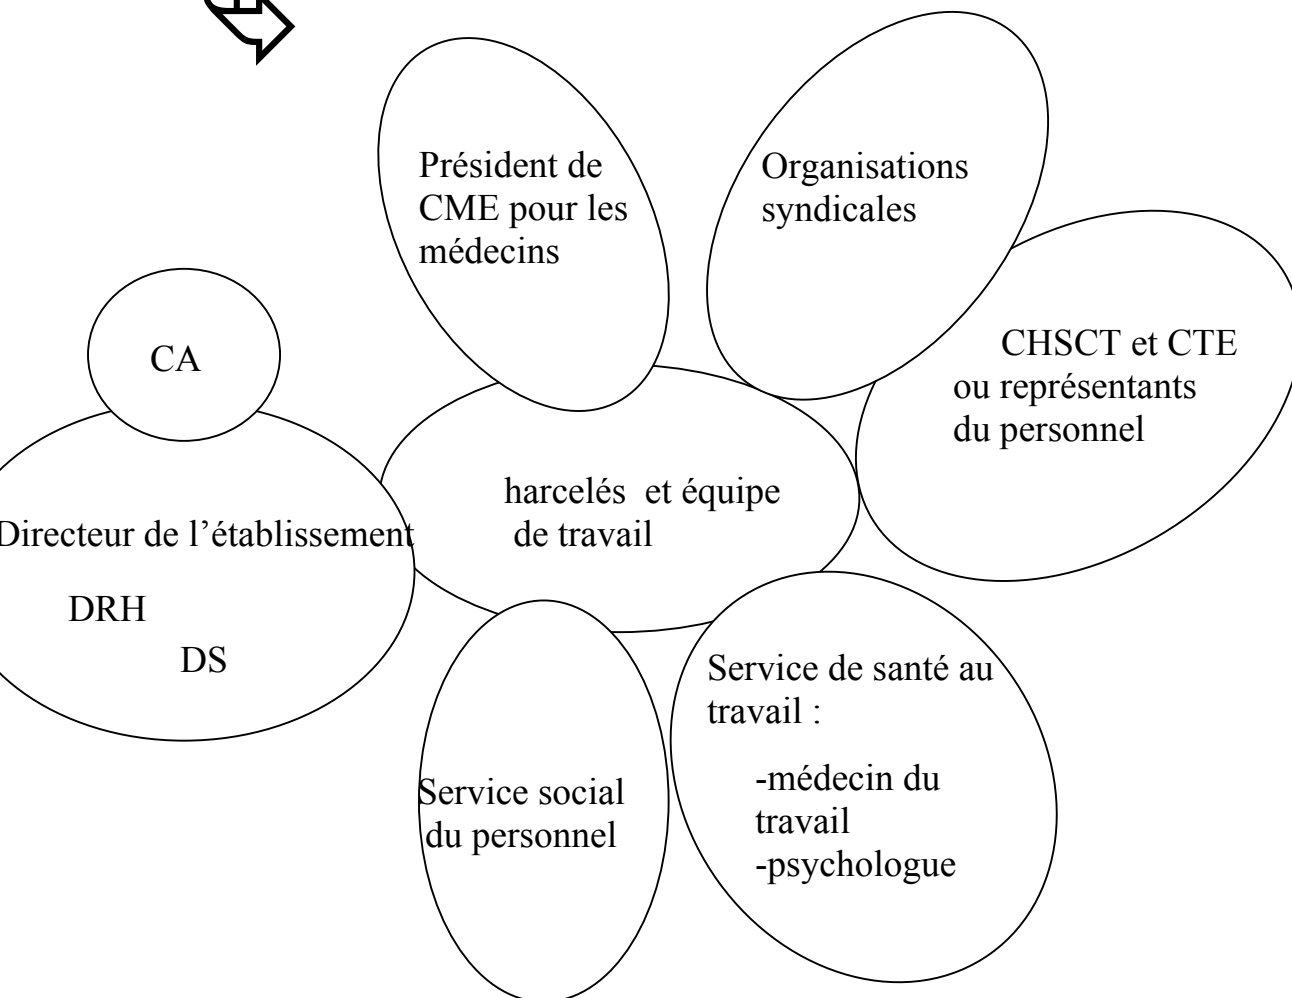 Président de
CME pour les
médecins
Organisations
syndicales
CHSCT et CTE
ou représentants
du personnel
CA
harcelés et équipe
de travail
Directeur de l’établissement
DRH
DS
Service de santé au
travail :
-médecin du
travail
-psychologue
Service social
du personnel